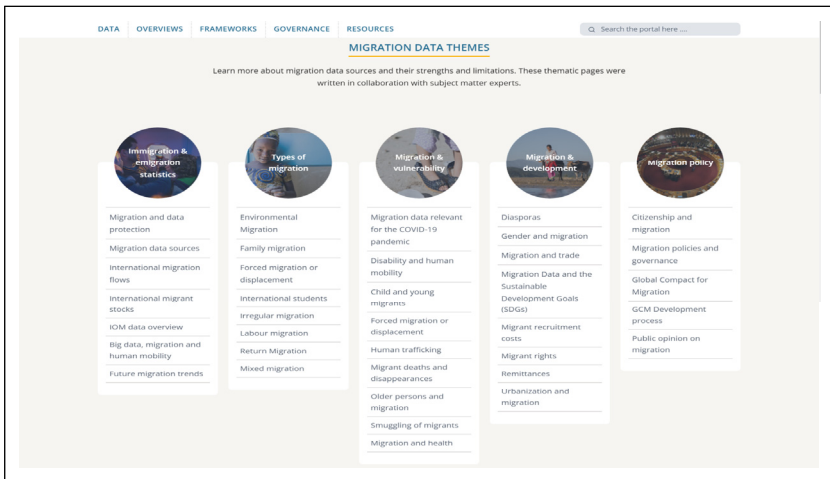 DATA OVERVIEWS FRAMEWORKS GOVERNANCE RESOURCES Search the portal here ....
MIGRATION DATA THEMES
Learn more about migration data sources and their strengths and limitations. These thematic pages were
written in collaboration with subject matter experts.
Immigration &
emigration
statistics
Migration and data
protection
Migration data sources
International migration
flows
International migrant
stocks
IOM data overview
Big data, migration and
human mobility
Future migration trends
Types of
migration
Environmental
Migration
Family migration
Forced migration or
displacement
International students
Irregular migration
Labour migration
Return Migration
Mixed migration
Migration &
vulnerability
Migration data relevant
for the COVID-19
pandemic
Disability and human
mobility
Child and young
migrants
Forced migration or
displacement
Human trafficking
Migrant deaths and
disappearances
Older persons and
migration
Smuggling of migrants
Migration and health
Migration &
development
Diasporas
Gender and migration
Migration and trade
Migration Data and the
Sustainable
Development Goals
(SDGs)
Migrant recruitment
costs
Migrant rights
Remittances
Urbanization and
migration
Migration policy
Citizenship and
migration
Migration policies and
governance
Global Compact for
Migration
GCM Development
process
Public opinion on
migration